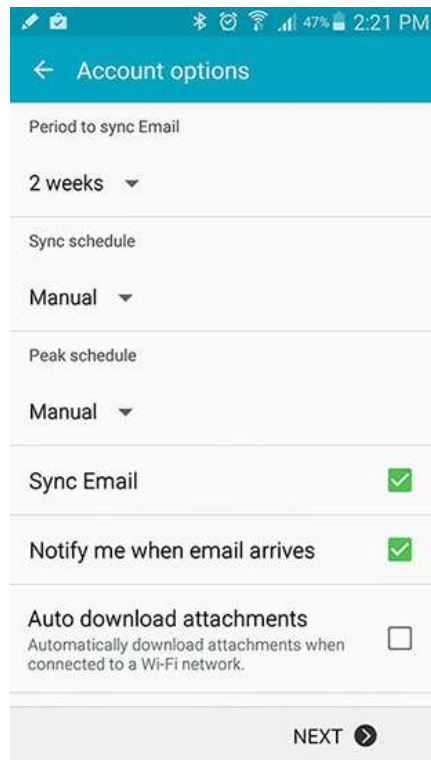 47% 2:21 PM
Account options
Period to sync Email
2 weeks
Sync schedule
Manual
Peak schedule
Manual
Sync Email
Notify me when email arrives
Auto download attachments
Automatically download attachments when
connected to a Wi-Fi network.
NEXT